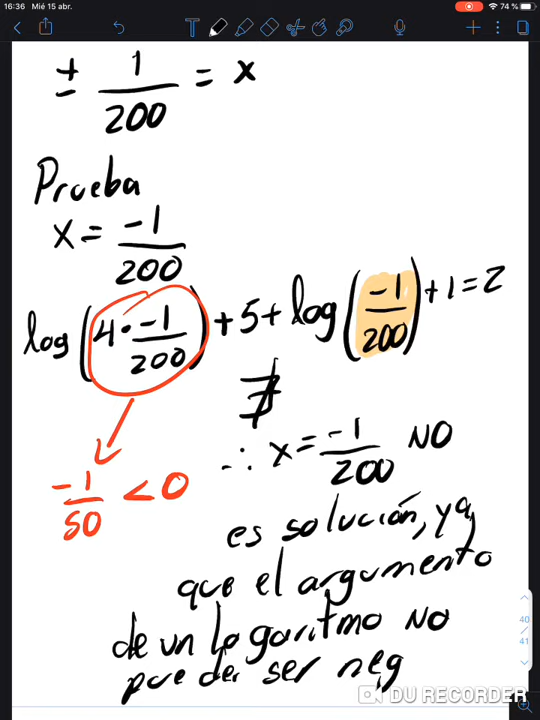 16:36 Mié 15 abr. 74 %
± 1/200 = x
Prueba
x = -1/200
log(4·-1/200) + 5 + log(-1/200) + 1 = 2
∄
-1/50 < 0
∴ x = -1/200 NO
es solución, ya
que el argumento
de un logaritmo NO
pueder ser neg
40
/
41
DU RECORDER